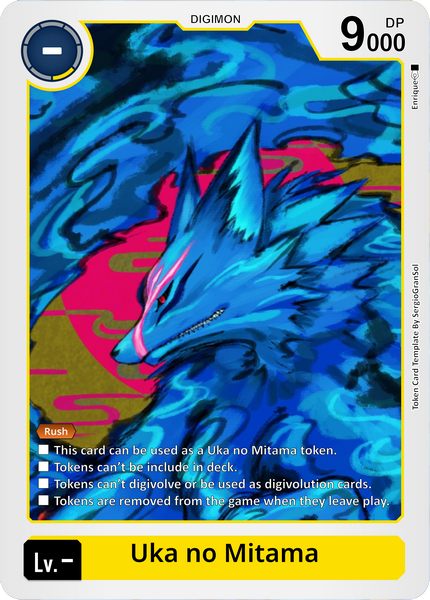 DIGIMON
-
DP
9000
Enrique
Token Card Template By SergioGranSol
Rush
This card can be used as a Uka no Mitama token.
Tokens can't be include in deck.
Tokens can't digivolve or be used as digivolution cards.
Tokens are removed from the game when they leave play.
Lv.-
Uka no Mitama